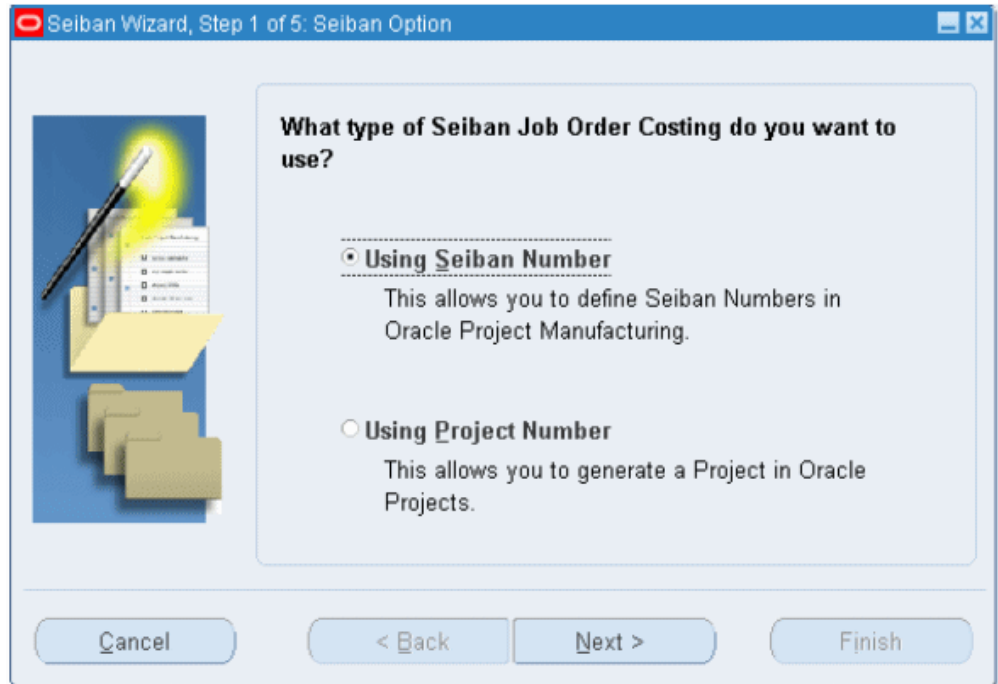 Seiban Wizard, Step 1 of 5: Seiban Option
What type of Seiban Job Order Costing do you want to
use?
Using Seiban Number
This allows you to define Seiban Numbers in
Oracle Project Manufacturing.
Using Project Number
This allows you to generate a Project in Oracle
Projects.
Cancel
< Back
Next >
Finish